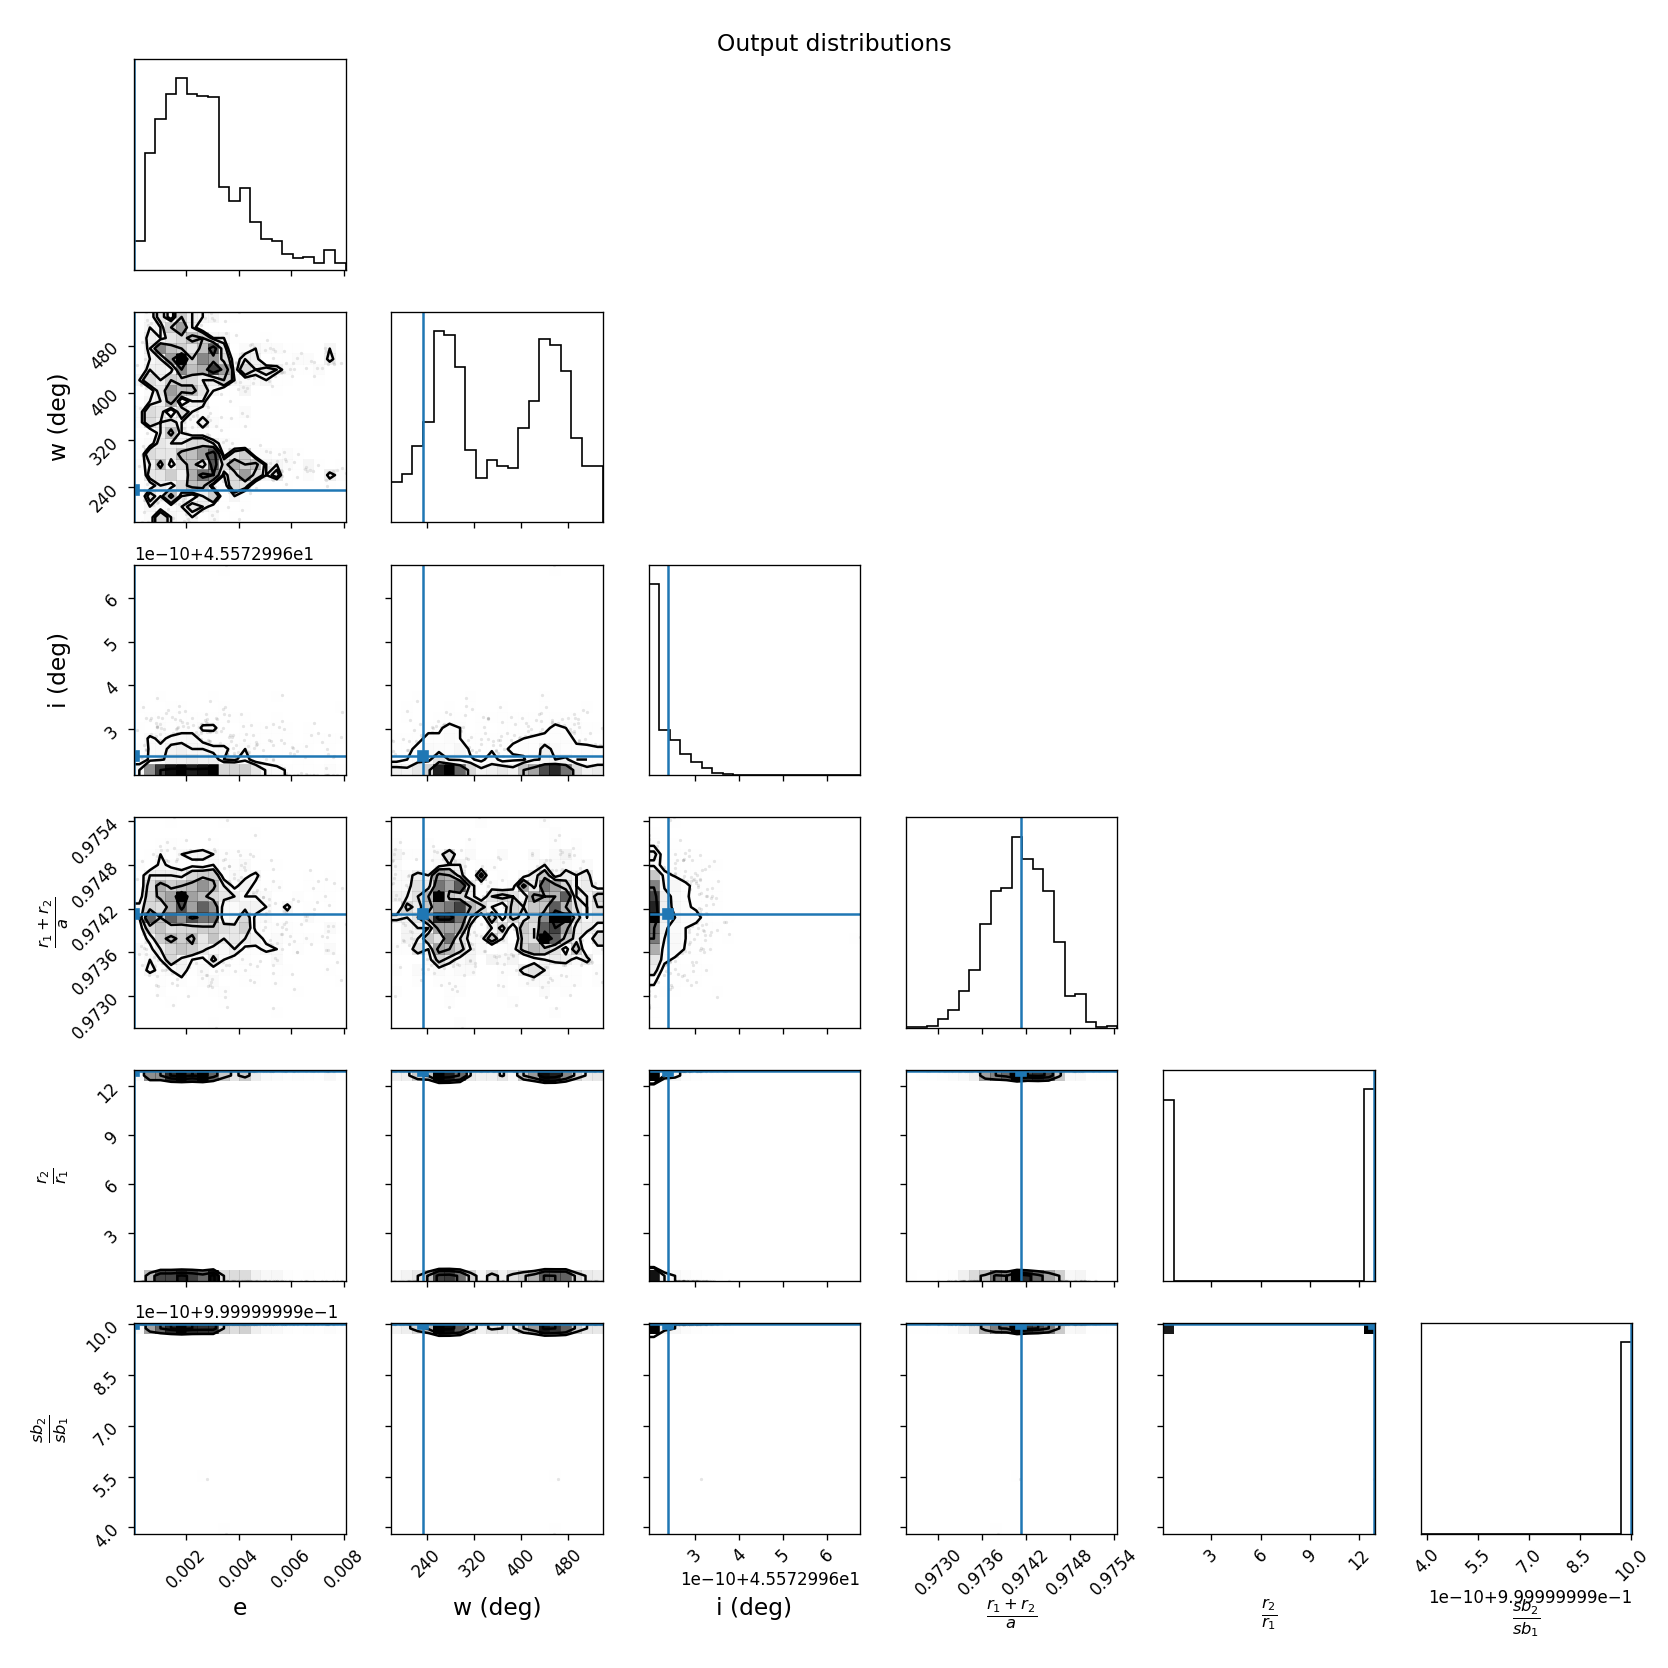 Output distributions
w (deg)
480
400
320
240
1e−10+4.5572996e1
i (deg)
6
5
4
3
r₁ + r₂
a
0.9754
0.9748
0.9742
0.9736
0.9730
r₂
r₁
12
9
6
3
1e−10+9.99999999e−1
sb₂
sb₁
10.0
8.5
7.0
5.5
4.0
0.002 0.004 0.006 0.008
e
240 320 400 480
w (deg)
3 4 5 6
1e−10+4.5572996e1
i (deg)
0.9730 0.9736 0.9742 0.9748 0.9754
r₁ + r₂
a
3 6 9 12
r₂
r₁
4.0 5.5 7.0 8.5 10.0
1e−10+9.99999999e−1
sb₂
sb₁